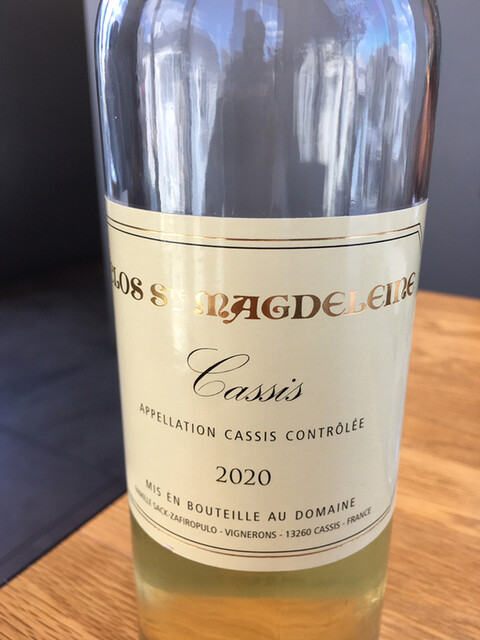 CLOS STE MAGDELEINE
Cassis
APPELLATION CASSIS CONTRÔLÉE
2020
MIS EN BOUTEILLE AU DOMAINE
FAMILLE SACK-ZAFIROPULO - VIGNERONS - 13260 CASSIS - FRANCE